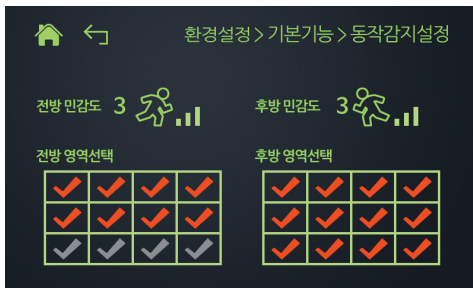 환경설정 > 기본기능 > 동작감지설정
전방 민감도 3
후방 민감도 3
전방 영역선택
후방 영역선택